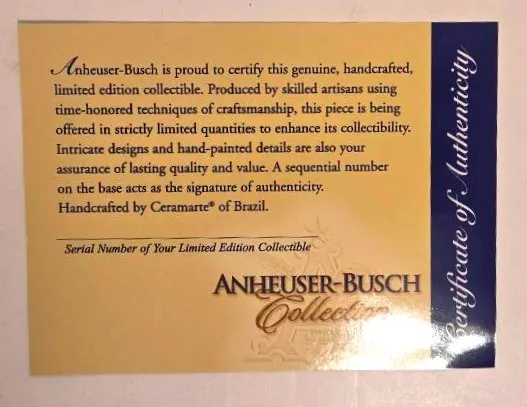 Anheuser-Busch is proud to certify this genuine, handcrafted,
limited edition collectible. Produced by skilled artisans using
time-honored techniques of craftsmanship, this piece is being
offered in strictly limited quantities to enhance its collectibility.
Intricate designs and hand-painted details are also your
assurance of lasting quality and value. A sequential number
on the base acts as the signature of authenticity.
Handcrafted by Ceramarte® of Brazil.
Serial Number of Your Limited Edition Collectible
ANHEUSER-BUSCH
Collection
Certificate of Authenticity